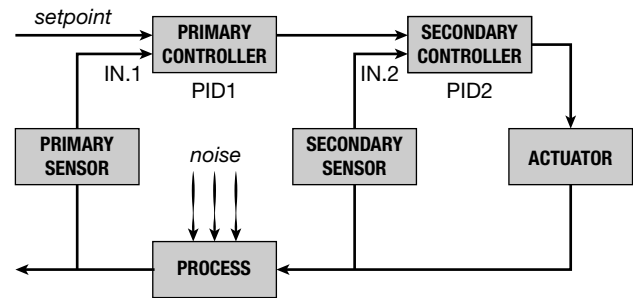 setpoint
PRIMARY
CONTROLLER
SECONDARY
CONTROLLER
IN.1
PID1
IN.2
PID2
PRIMARY
SENSOR
noise
SECONDARY
SENSOR
ACTUATOR
PROCESS